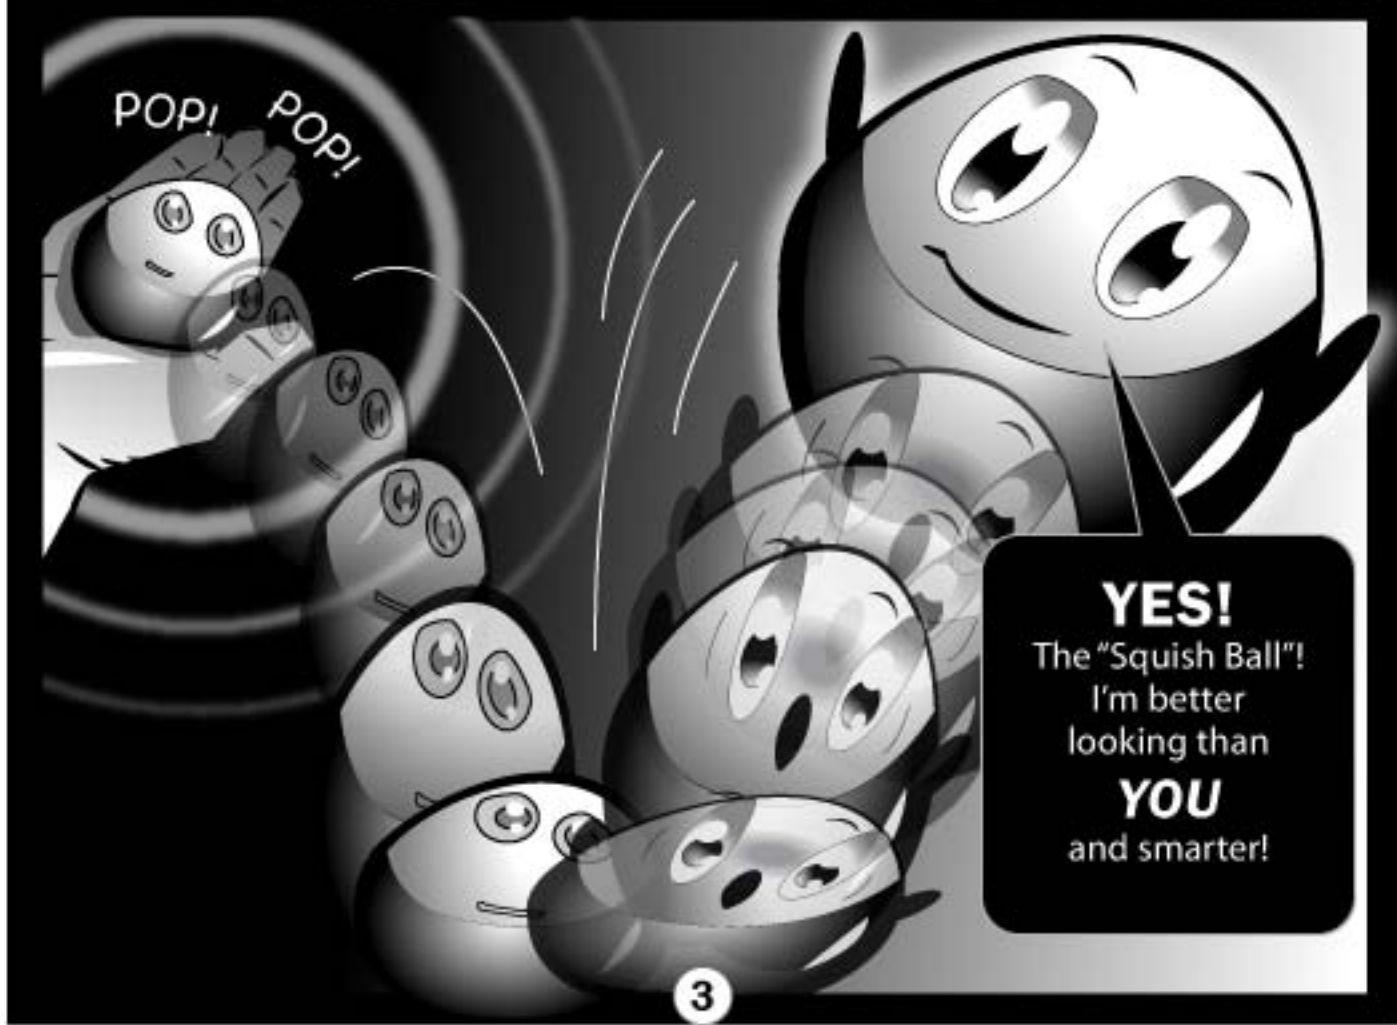 POP!
POP!
YES!
The "Squish Ball"!
I'm better
looking than
YOU
and smarter!
3